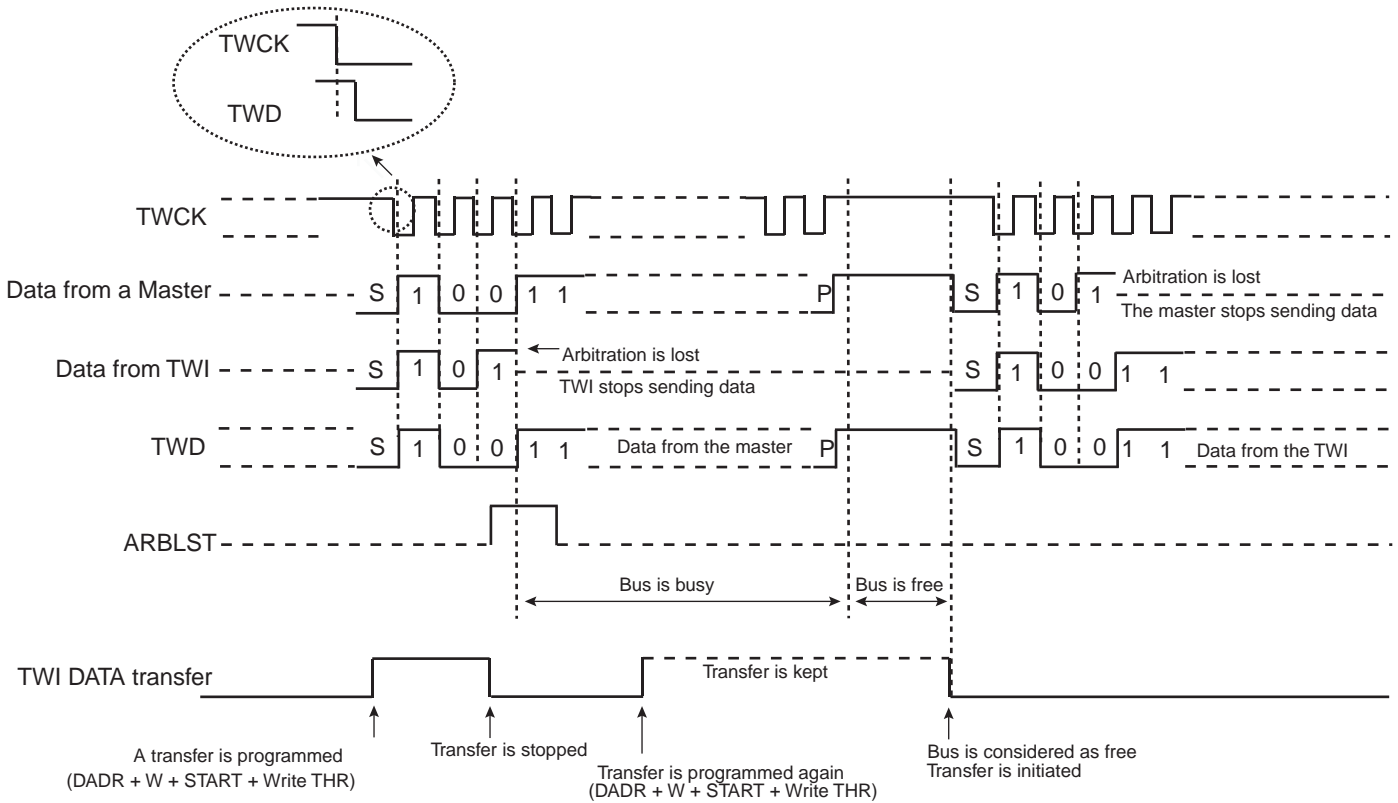 TWCK
TWD
TWCK
Data from a Master S 1 0 0 1 1 P S 1 0 1 Arbitration is lost
The master stops sending data
Data from TWI S 1 0 1 Arbitration is lost S 1 0 0 1 1
TWI stops sending data
TWD S 1 0 0 1 1 Data from the master P S 1 0 0 1 1 Data from the TWI
ARBLST
Bus is busy Bus is free
TWI DATA transfer Transfer is kept
A transfer is programmed
(DADR + W + START + Write THR)
Transfer is stopped
Transfer is programmed again
(DADR + W + START + Write THR)
Bus is considered as free
Transfer is initiated